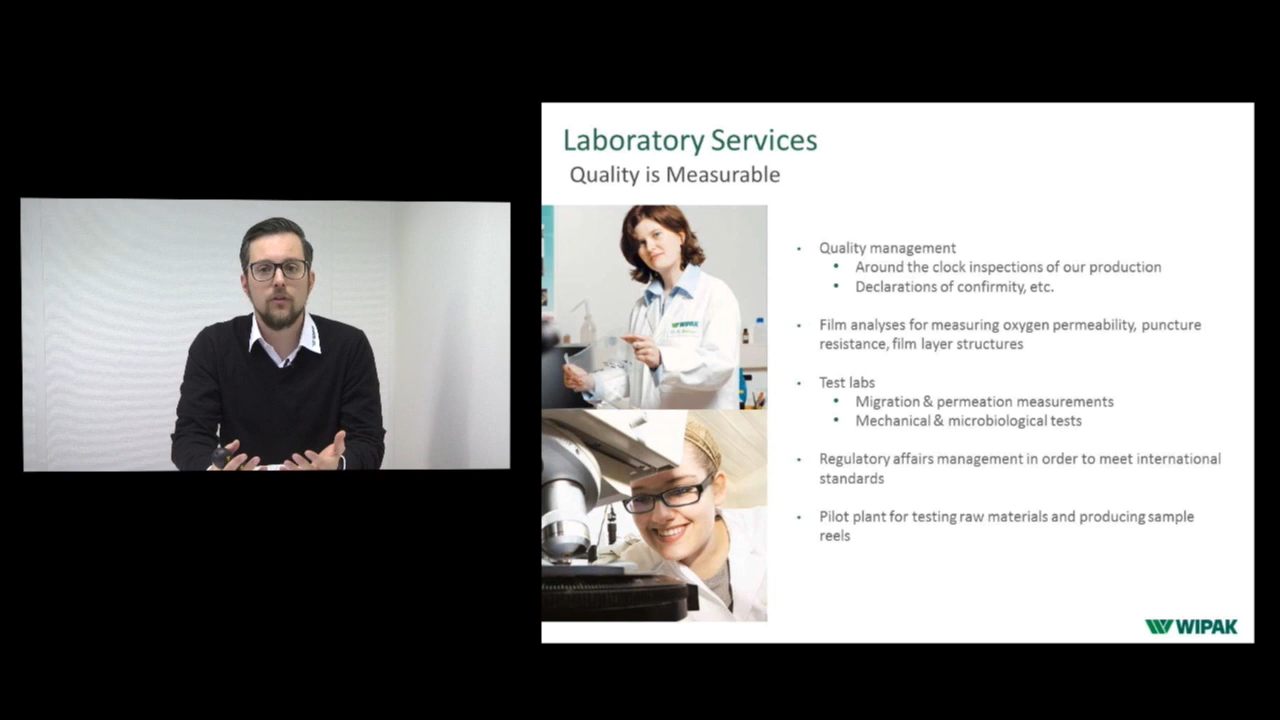 Laboratory Services
Quality is Measurable
WIPAK
• Quality management
• Around the clock inspections of our production
• Declarations of confirmity, etc.
• Film analyses for measuring oxygen permeability, puncture
resistance, film layer structures
• Test labs
• Migration & permeation measurements
• Mechanical & microbiological tests
• Regulatory affairs management in order to meet international
standards
• Pilot plant for testing raw materials and producing sample
reels
WIPAK